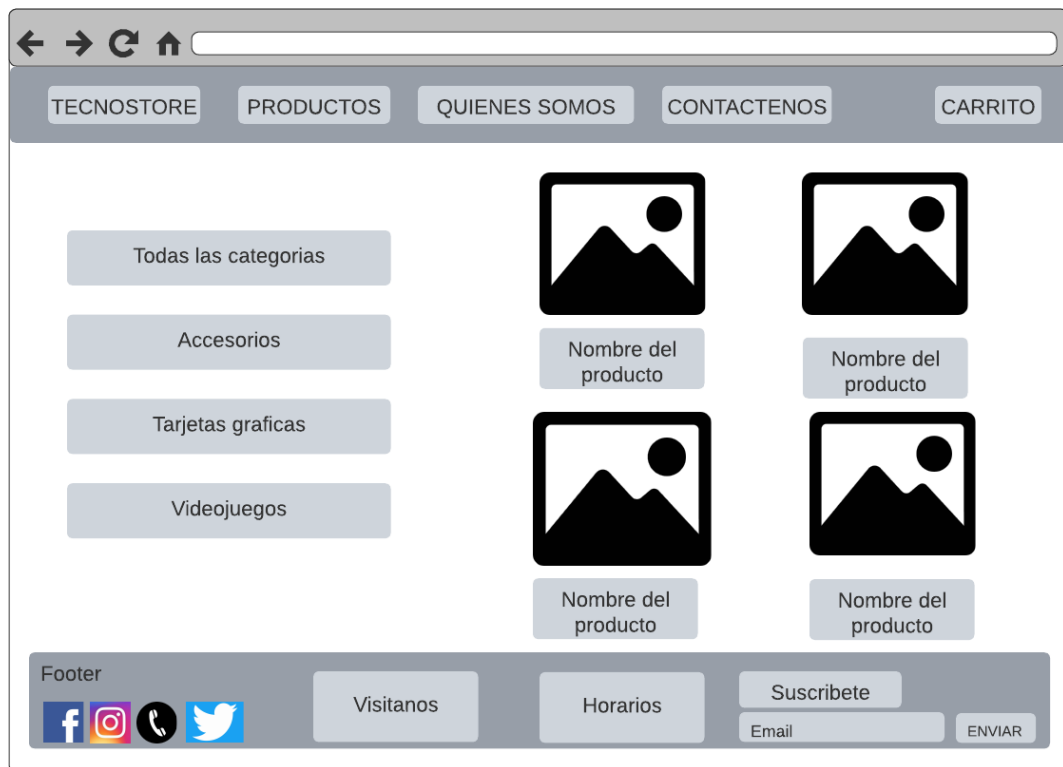 TECNOSTORE
PRODUCTOS
QUIENES SOMOS
CONTACTENOS
CARRITO
Todas las categorias
Accesorios
Tarjetas graficas
Videojuegos
Nombre del
producto
Nombre del
producto
Nombre del
producto
Nombre del
producto
Footer
Visitanos
Horarios
Suscribete
Email
ENVIAR